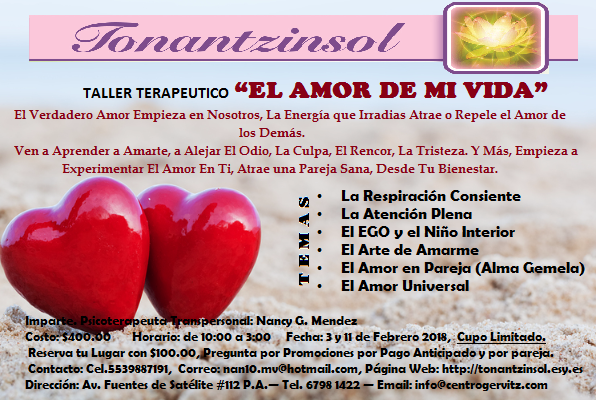 Tonantzinsol
TALLER TERAPEUTICO “EL AMOR DE MI VIDA”
El Verdadero Amor Empieza en Nosotros, La Energía que Irradias Atrae o Repele el Amor de
los Demás.
Ven a Aprender a Amarte, a Alejar El Odio, La Culpa, El Rencor, La Tristeza. Y Más, Empieza a
Experimentar El Amor En Ti, Atrae una Pareja Sana, Desde Tu Bienestar.
TEMAS
• La Respiración Consiente
• La Atención Plena
• El EGO y el Niño Interior
• El Arte de Amarme
• El Amor en Pareja (Alma Gemela)
• El Amor Universal
Imparte. Psicoterapeuta Transpersonal: Nancy G. Mendez
Costo: $400.00 Horario: de 10:00 a 3:00 Fecha: 3 y 11 de Febrero 2018, Cupo Limitado.
Reserva tu Lugar con $100.00, Pregunta por Promociones por Pago Anticipado y por pareja.
Contacto: Cel.5539887191, Correo: nan10.mv@hotmail.com, Página Web: http://tonantzinsol.esy.es
Dirección: Av. Fuentes de Satélite #112 P.A.— Tel. 6798 1422 — Email: info@centrogervitz.com